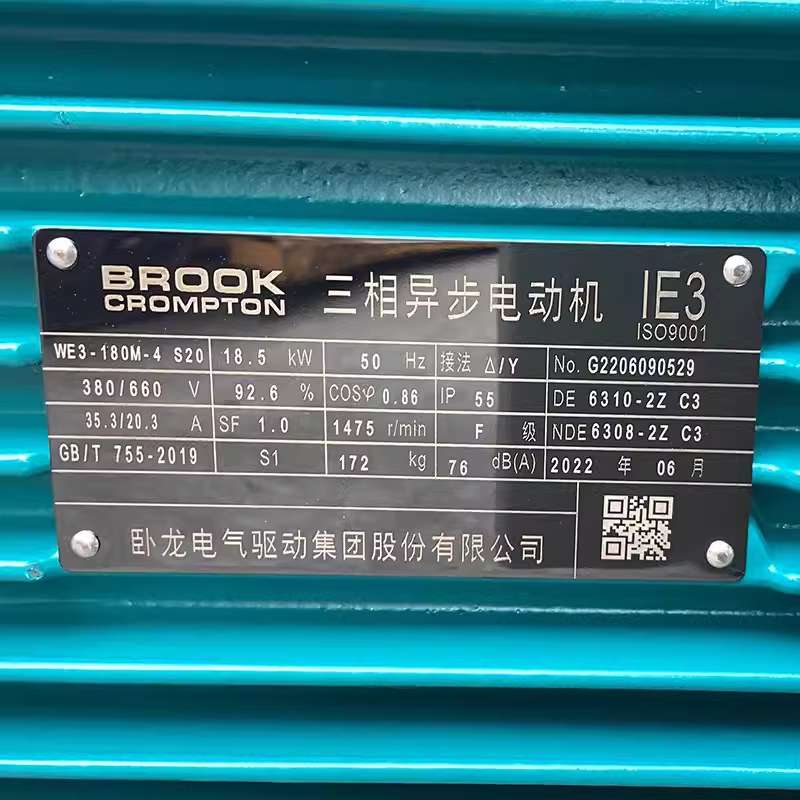 BROOK
CROMPTON
三相异步电动机
IE3
ISO9001
WE3-180M-4 S20 18.5 kW 50 Hz 接法 Δ/Y No. G2206090529
380/660 V 92.6 % COSφ 0.86 IP 55 DE 6310-2Z C3
35.3/20.3 A SF 1.0 1475 r/min F 级 NDE 6308-2Z C3
GB/T 755-2019 S1 172 kg 76 dB(A) 2022 年 06 月
卧龙电气驱动集团股份有限公司